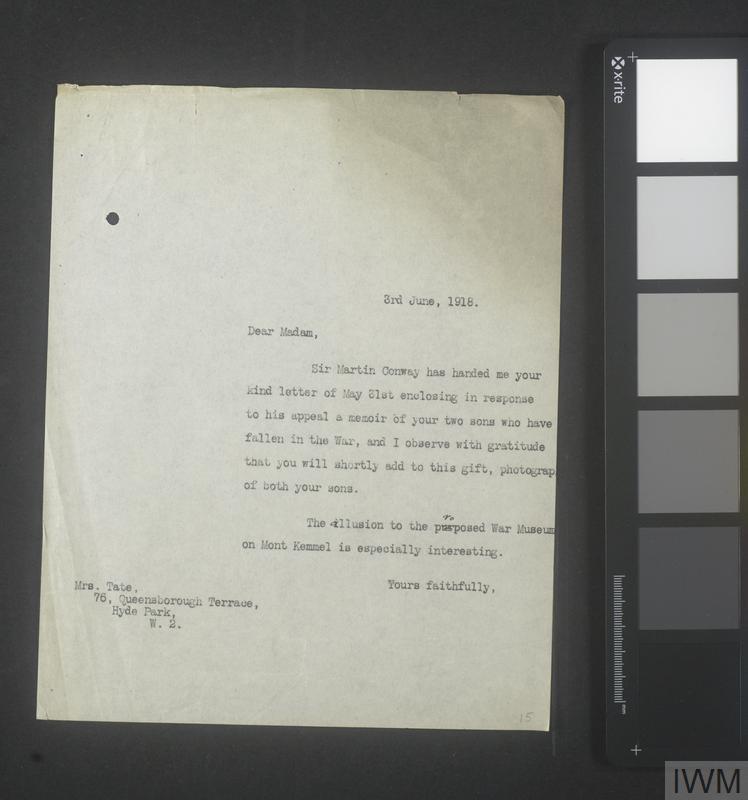 3rd June, 1918.
Dear Madam,
Sir Martin Conway has handed me your
kind letter of May 31st enclosing in response
to his appeal a memoir of your two sons who have
fallen in the War, and I observe with gratitude
that you will shortly add to this gift, photograp
of both your sons.
ro
The illusion to the purposed War Museum
on Mont Kemmel is especially interesting.
Yours faithfully,
Mrs. Tate,
76, Queensborough Terrace,
Hyde Park,
W. 2.
15
x-rite
mm
IWM